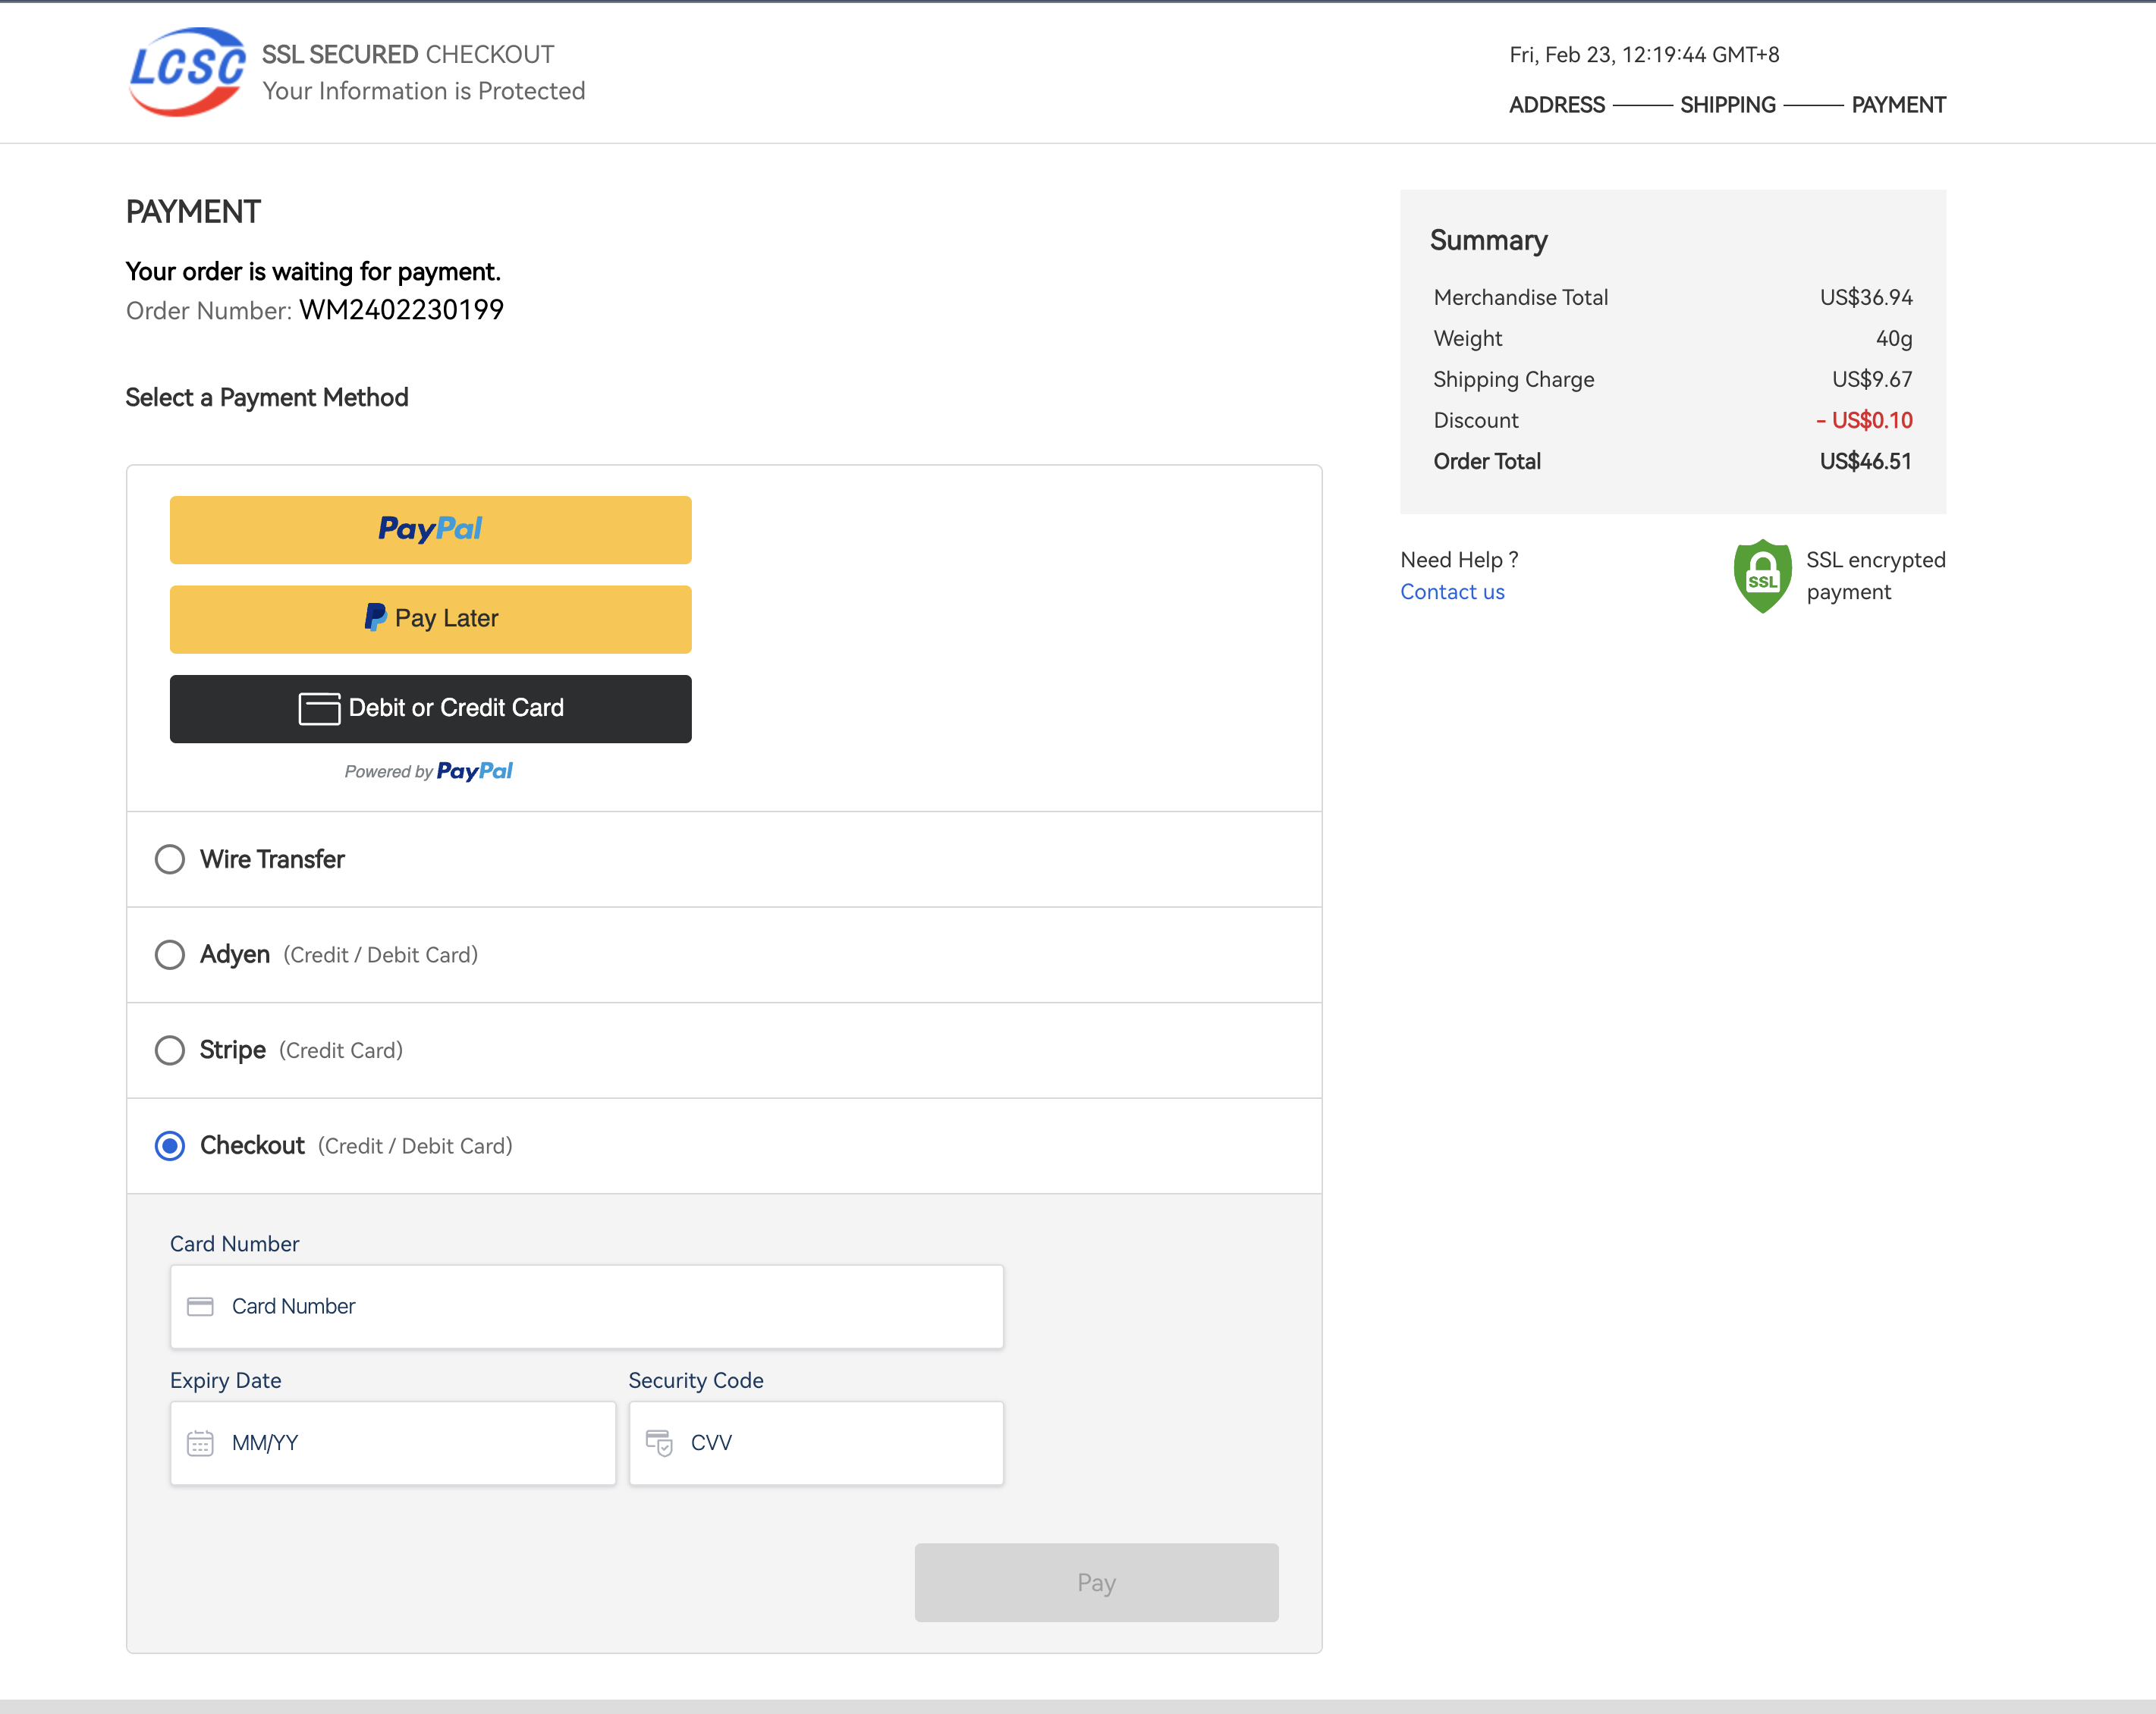 LCSC
SSL SECURED CHECKOUT
Your Information is Protected
Fri, Feb 23, 12:19:44 GMT+8
ADDRESS SHIPPING PAYMENT
PAYMENT
Your order is waiting for payment.
Order Number: WM2402230199
Select a Payment Method
PayPal
Pay Later
Debit or Credit Card
Powered by PayPal
Wire Transfer
Adyen (Credit / Debit Card)
Stripe (Credit Card)
Checkout (Credit / Debit Card)
Card Number
Card Number
Expiry Date Security Code
MM/YY CVV
Pay
Summary
Merchandise Total US$36.94
Weight 40g
Shipping Charge US$9.67
Discount - US$0.10
Order Total US$46.51
Need Help ?
Contact us
SSL
SSL encrypted
payment